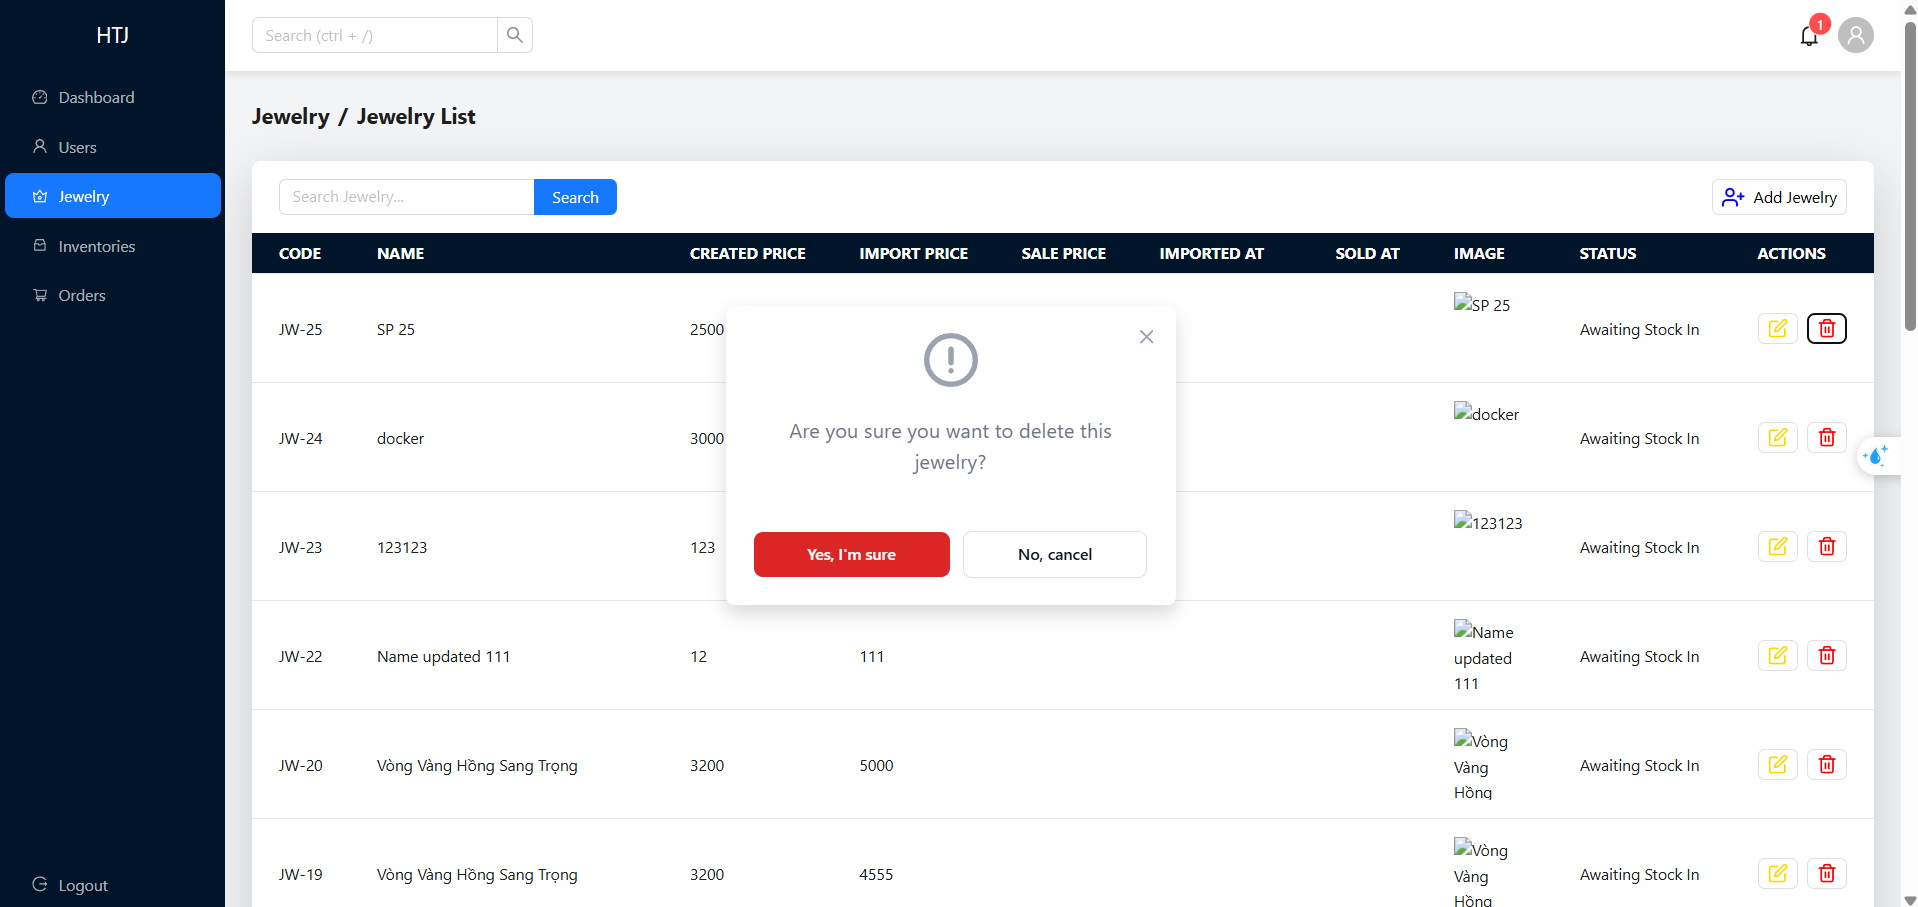 HTJ
Search (ctrl + /)
1
Dashboard
Users
Jewelry
Inventories
Orders
Logout
Jewelry / Jewelry List
Search Jewelry...
Search
Add Jewelry
CODE NAME CREATED PRICE IMPORT PRICE SALE PRICE IMPORTED AT SOLD AT IMAGE STATUS ACTIONS
JW-25 SP 25 2500 SP 25 Awaiting Stock In
JW-24 docker 3000 docker Awaiting Stock In
JW-23 123123 123 123123 Awaiting Stock In
JW-22 Name updated 111 12 111 Name updated 111 Awaiting Stock In
JW-20 Vòng Vàng Hồng Sang Trọng 3200 5000 Vòng Vàng Hồng Awaiting Stock In
JW-19 Vòng Vàng Hồng Sang Trọng 3200 4555 Vòng Vàng Hồng Awaiting Stock In
Are you sure you want to delete this
jewelry?
Yes, I'm sure
No, cancel